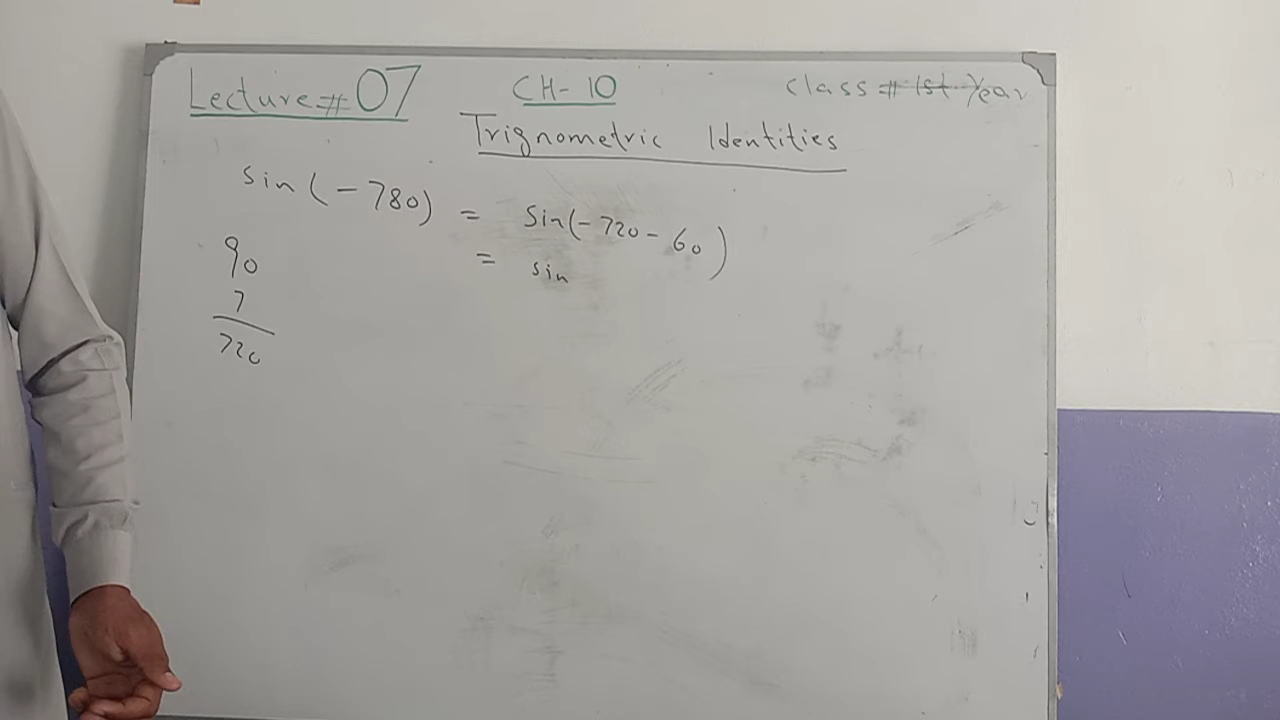 Lecture # 07 CH-10 Class # 1st Year
Trignometric Identities
sin(-780) = Sin(-720-60)
= sin
90
7
720